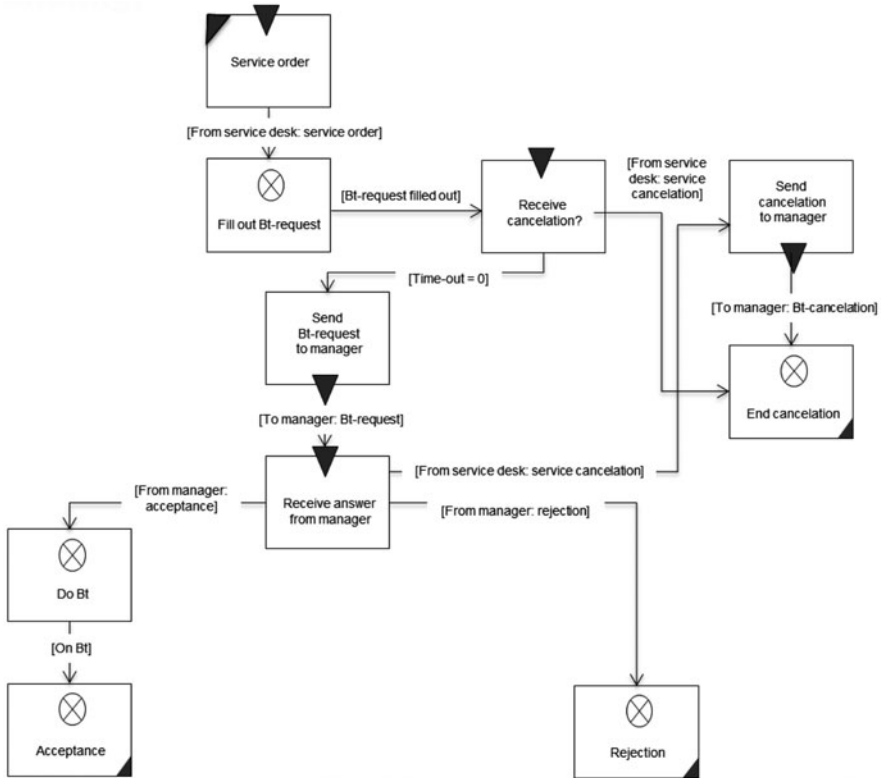 Service order
[From service desk: service order]
Fill out Bt-request
[Bt-request filled out]
Receive
cancelation?
[From service
desk: service
cancelation]
Send
cancelation
to manager
[Time-out = 0]
Send
Bt-request
to manager
[To manager: Bt-cancelation]
End cancelation
[To manager: Bt-request]
Receive answer
from manager
[From service desk: service cancelation]
[From manager:
acceptance]
[From manager: rejection]
Do Bt
[On Bt]
Acceptance
Rejection